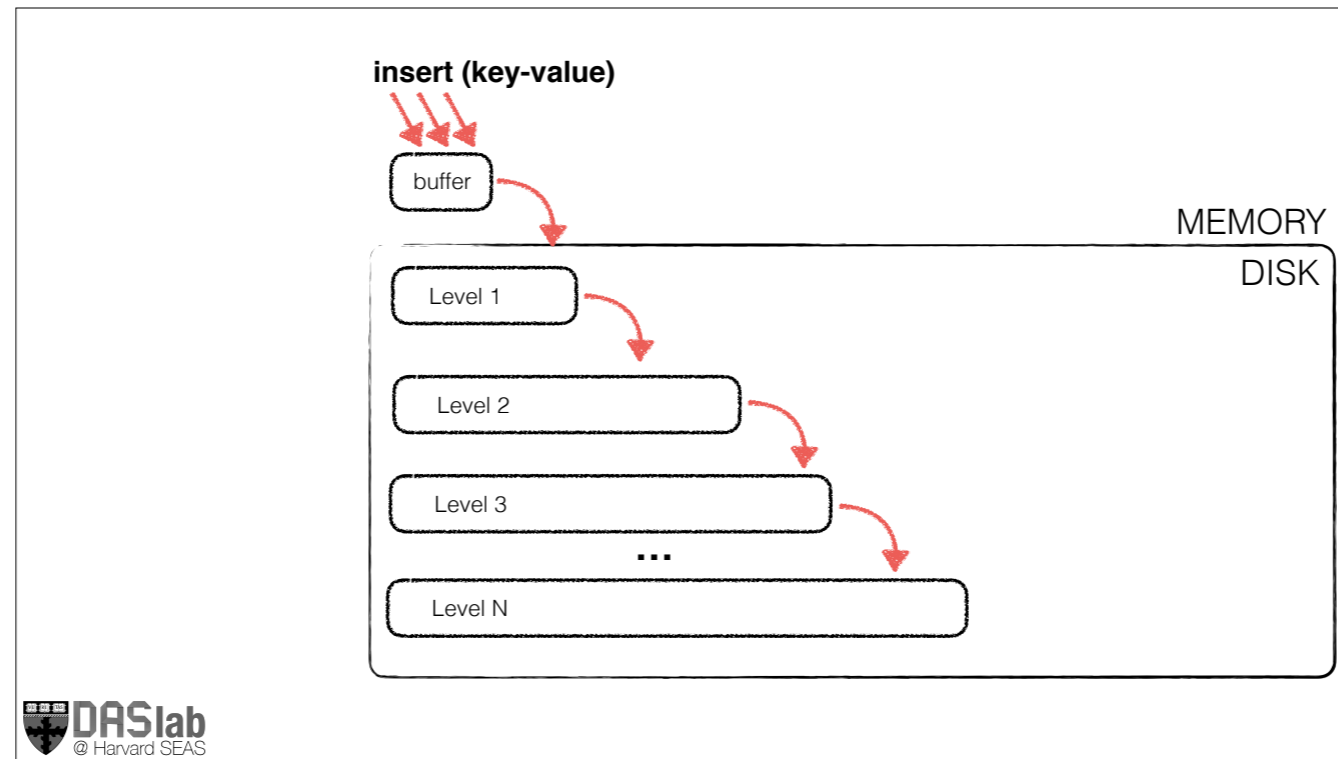 insert (key-value)
buffer
MEMORY
DISK
Level 1
Level 2
Level 3
...
Level N
DASlab
@ Harvard SEAS